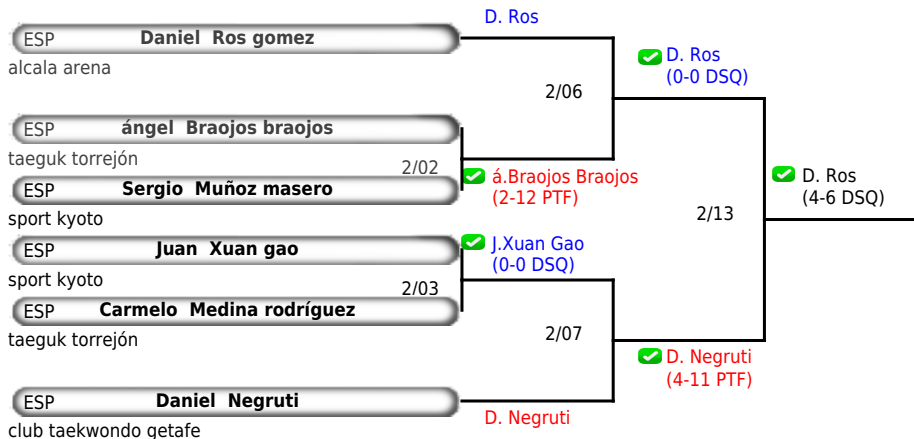 D. Ros
ESP Daniel Ros gomez
alcala arena
D. Ros
(0-0 DSQ)
2/06
ESP ángel Braojos braojos
taeguk torrejón
2/02
á.Braojos Braojos
(2-12 PTF)
ESP Sergio Muñoz masero
sport kyoto
D. Ros
(4-6 DSQ)
2/13
ESP Juan Xuan gao
sport kyoto
J.Xuan Gao
(0-0 DSQ)
2/03
ESP Carmelo Medina rodríguez
taeguk torrejón
2/07
D. Negruti
(4-11 PTF)
ESP Daniel Negruti
D. Negruti
club taekwondo getafe